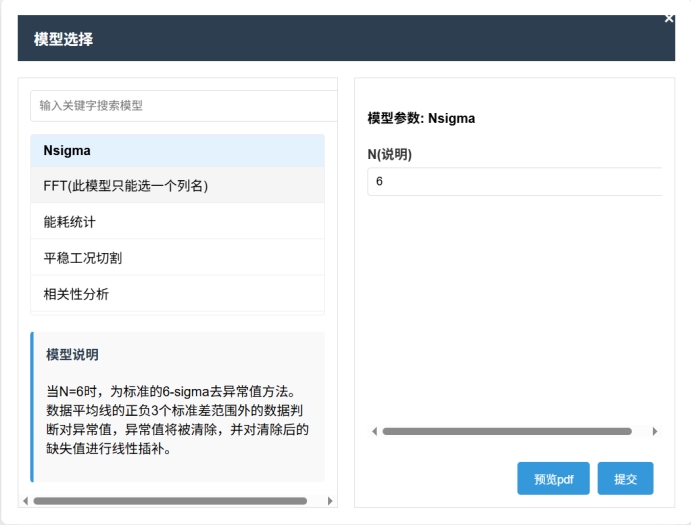 ×
模型选择
输入关键字搜索模型
Nsigma
FFT(此模型只能选一个列名)
能耗统计
平稳工况切割
相关性分析
模型说明
当N=6时，为标准的6-sigma去异常值方法。
数据平均线的正负3个标准差范围外的数据判
断对异常值，异常值将被清除，并对清除后的
缺失值进行线性插补。
模型参数: Nsigma
N(说明)
6
预览pdf
提交